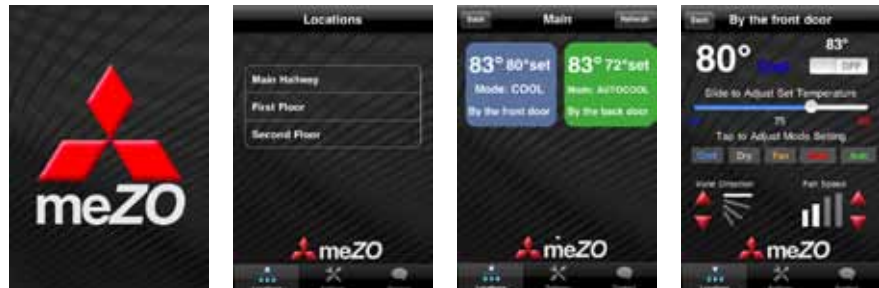 meZO
Locations
Main Hallway
First Floor
Second Floor
meZO
Locations
Back
Main
Refresh
83° 80°set
Mode: COOL
By the front door
83° 72°set
Mode: AUTOCOOL
By the back door
meZO
Back
By the front door
80°
Cool
83°
OFF
Slide to Adjust Set Temperature
75
Tap to Adjust Mode Setting
Cool
Dry
Fan
Heat
Auto
Vane Direction
Fan Speed
meZO